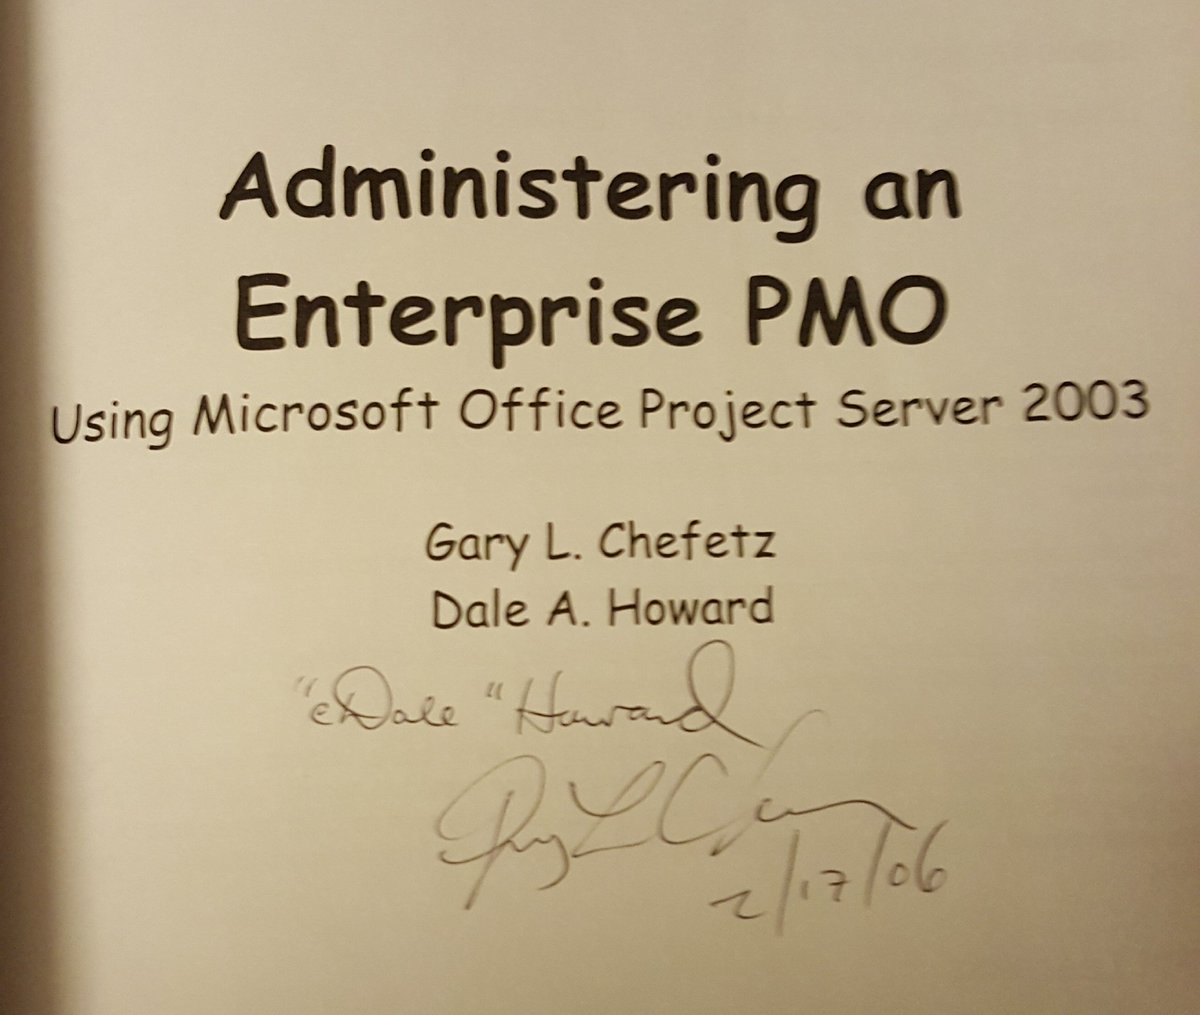 Administering an
Enterprise PMO
Using Microsoft Office Project Server 2003
Gary L. Chefetz
Dale A. Howard
"eDale" Howard
2/17/06